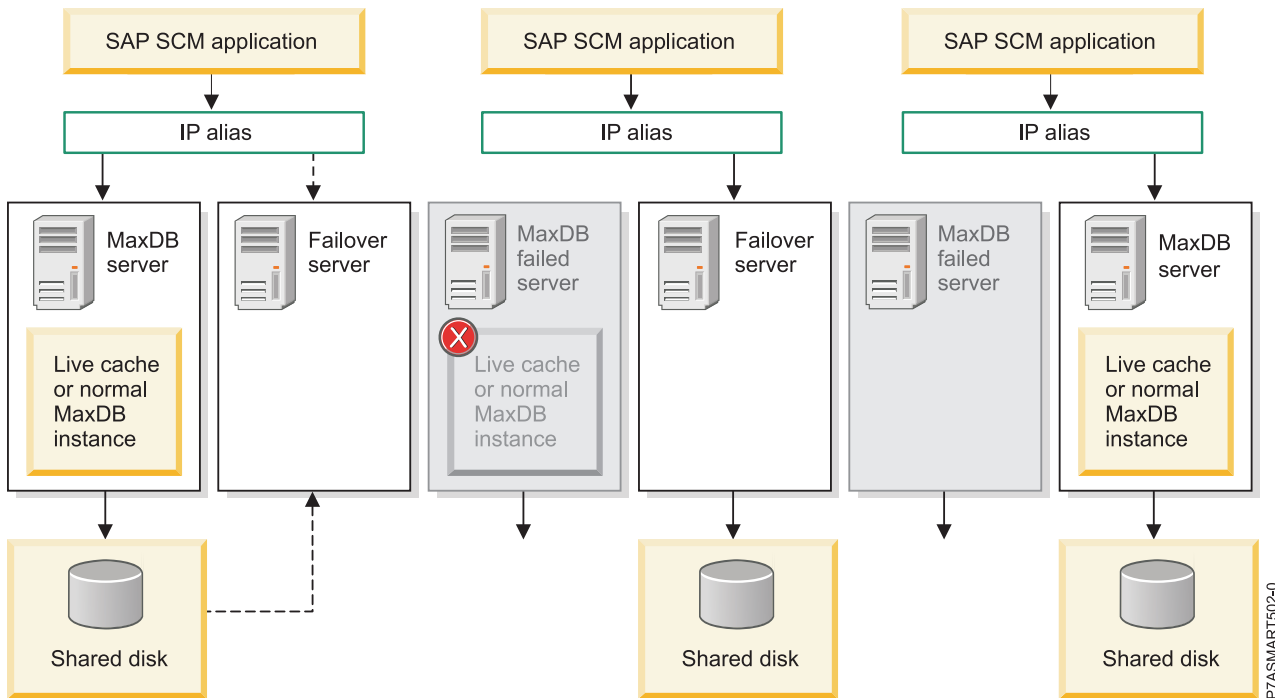 SAP SCM application
SAP SCM application
SAP SCM application
IP alias
IP alias
IP alias
MaxDB
server
Failover
server
MaxDB
failed
server
Failover
server
MaxDB
failed
server
MaxDB
server
Live cache
or normal
MaxDB
instance
Live cache
or normal
MaxDB
instance
Live cache
or normal
MaxDB
instance
Shared disk
Shared disk
Shared disk
P7ASMART502-0